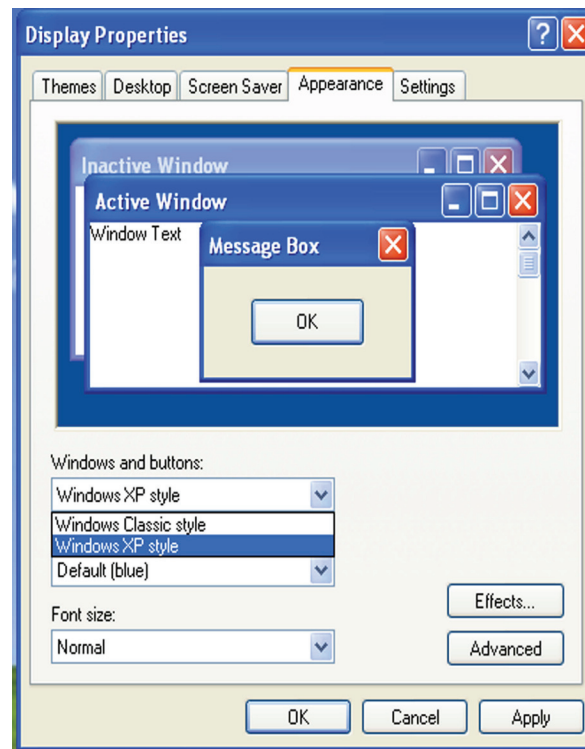 Display Properties
Themes Desktop Screen Saver Appearance Settings
Inactive Window
Active Window
Window Text
Message Box
OK
Windows and buttons:
Windows XP style
Windows Classic style
Windows XP style
Default (blue)
Effects...
Font size:
Normal
Advanced
OK Cancel Apply